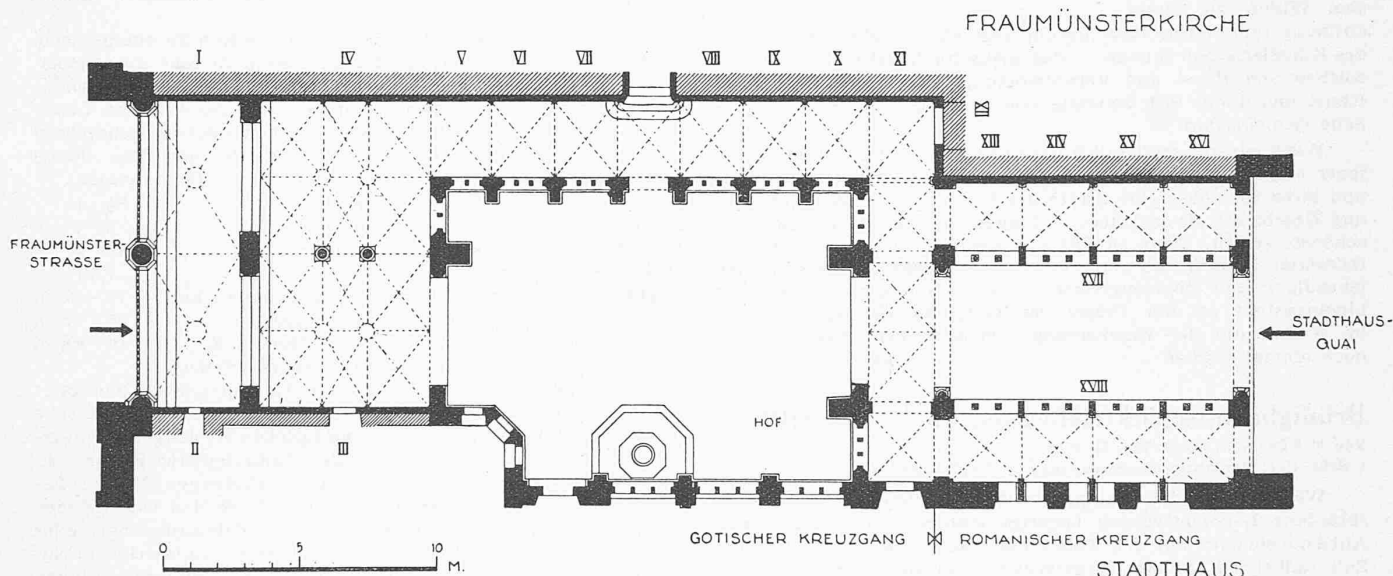 FRAUMÜNSTERKIRCHE
I IV V VI VII VIII IX X XI
XII
XIII XIV XV XVI
FRAUMÜNSTER-
STRASSE
XVII
STADTHAUS-
QUAI
XVIII
HOF
II III
GOTISCHER KREUZGANG ROMANISCHER KREUZGANG
0 5 10 M.
STADTHAUS